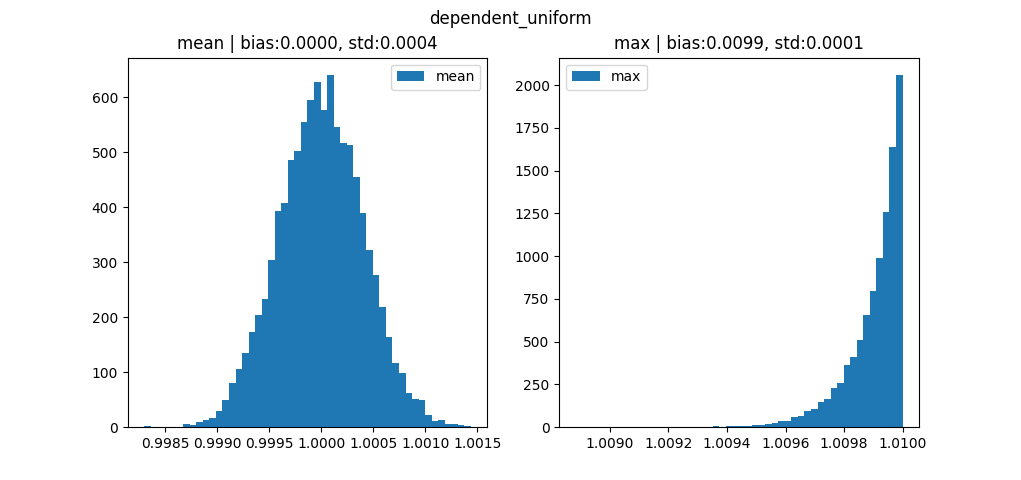 dependent_uniform
mean | bias:0.0000, std:0.0004
mean
600
500
400
300
200
100
0
0.9985 0.9990 0.9995 1.0000 1.0005 1.0010 1.0015
max | bias:0.0099, std:0.0001
max
2000
1750
1500
1250
1000
750
500
250
0
1.0090 1.0092 1.0094 1.0096 1.0098 1.0100